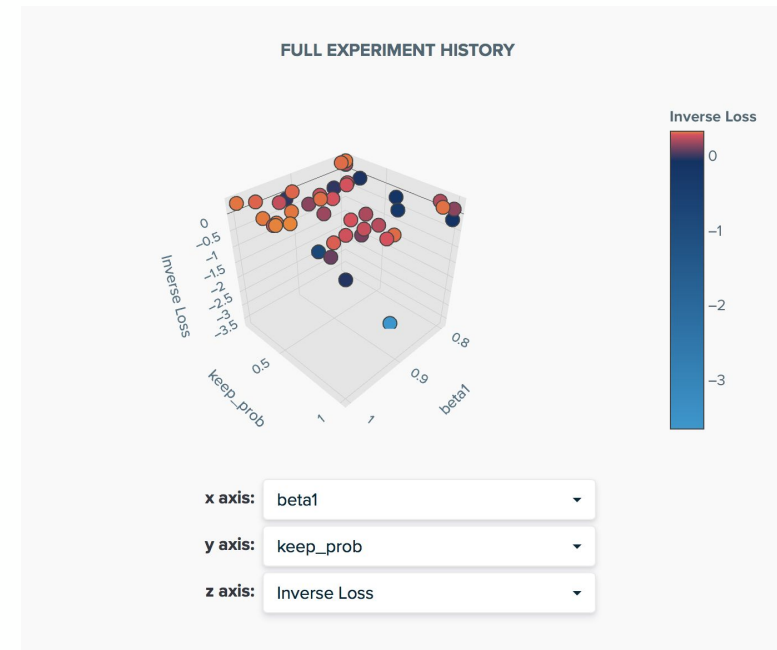 FULL EXPERIMENT HISTORY
Inverse Loss
0
−1
−2
−3
0
−0.5
−1
−1.5
−2
−2.5
−3
−3.5
Inverse Loss
0.5
1
keep_prob
0.8
0.9
1
beta1
x axis: beta1
y axis: keep_prob
z axis: Inverse Loss